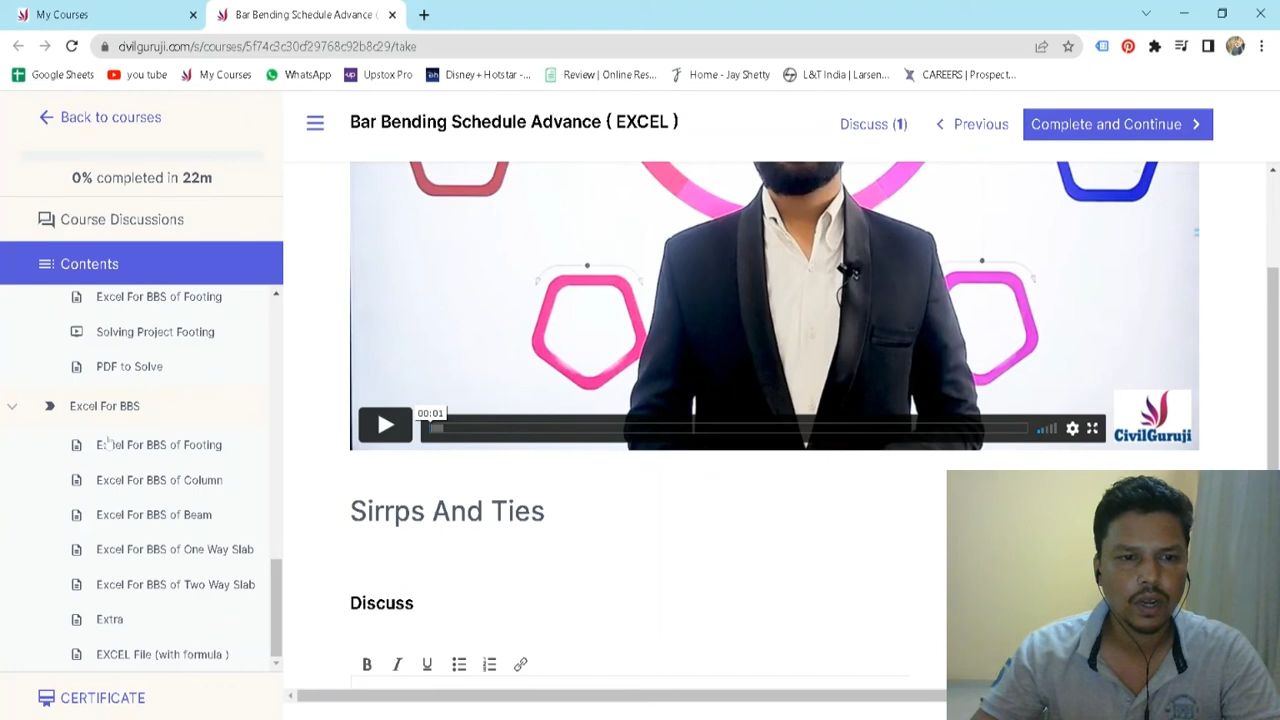 My Courses
Bar Bending Schedule Advance (
civilguruji.com/s/courses/5f74c3c30df29768c92b8c29/take
Google Sheets
you tube
My Courses
WhatsApp
Upstox Pro
Disney+ Hotstar -...
Review | Online Res...
Home - Jay Shetty
L&T India | Larsen...
CAREERS | Prospect...
Back to courses
0% completed in 22m
Course Discussions
Contents
Excel For BBS of Footing
Solving Project Footing
PDF to Solve
Excel For BBS
Excel For BBS of Footing
Excel For BBS of Column
Excel For BBS of Beam
Excel For BBS of One Way Slab
Excel For BBS of Two Way Slab
Extra
EXCEL File (with formula )
CERTIFICATE
Bar Bending Schedule Advance ( EXCEL )
Discuss (1)
Previous
Complete and Continue
00:01
CivilGuruji
Sirrps And Ties
Discuss
B I U